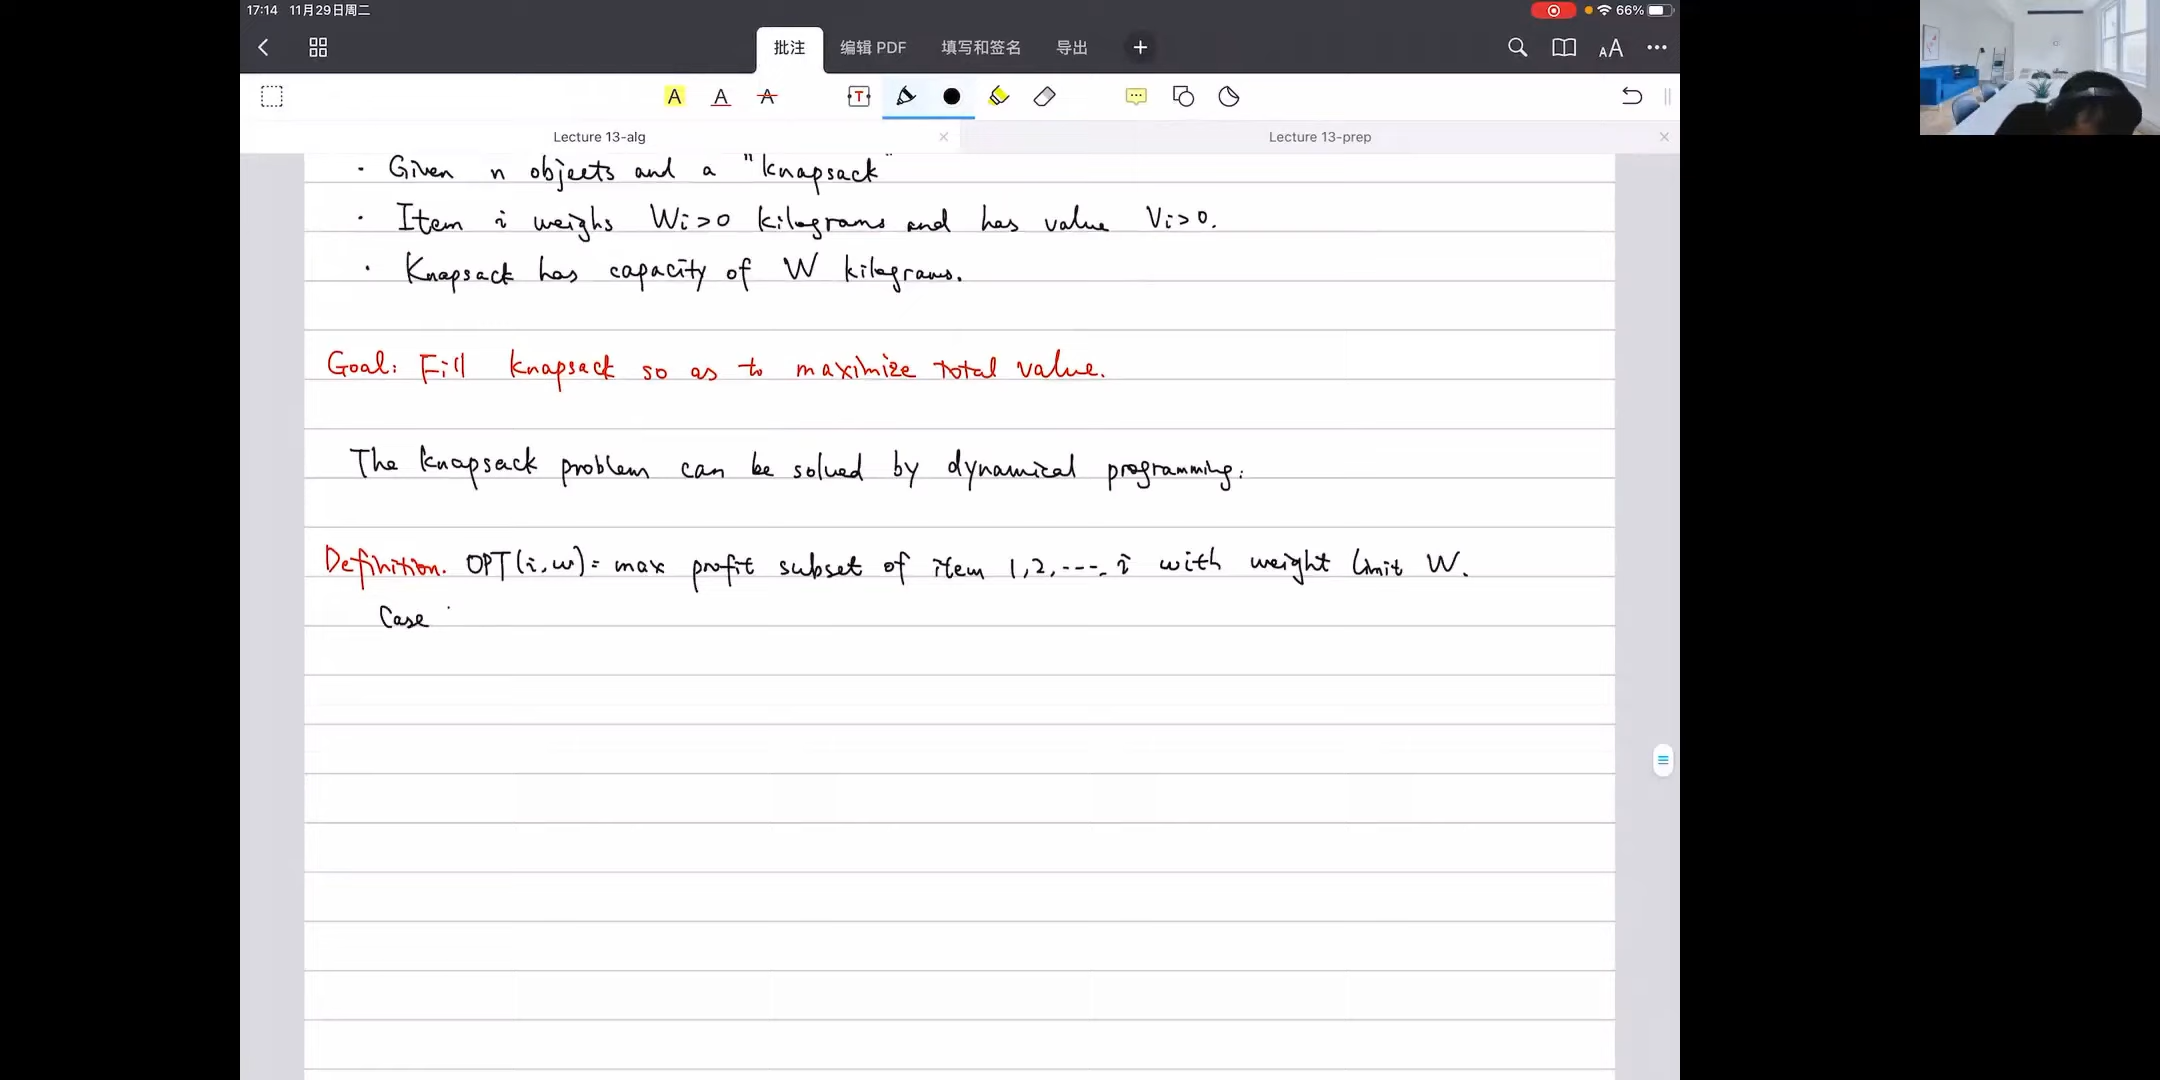 17:14 11月29日周二
66%
批注 编辑 PDF 填写和签名 导出
Lecture 13-alg
Lecture 13-prep
· Given n objects and a "knapsack"
· Item i weighs Wi>0 kilograms and has value Vi>0.
· Knapsack has capacity of W kilograms.
Goal: Fill knapsack so as to maximize total value.
The knapsack problem can be solved by dynamical programming:
Definition. OPT(i,w)= max profit subset of item 1,2,---. i with weight limit W.
Case